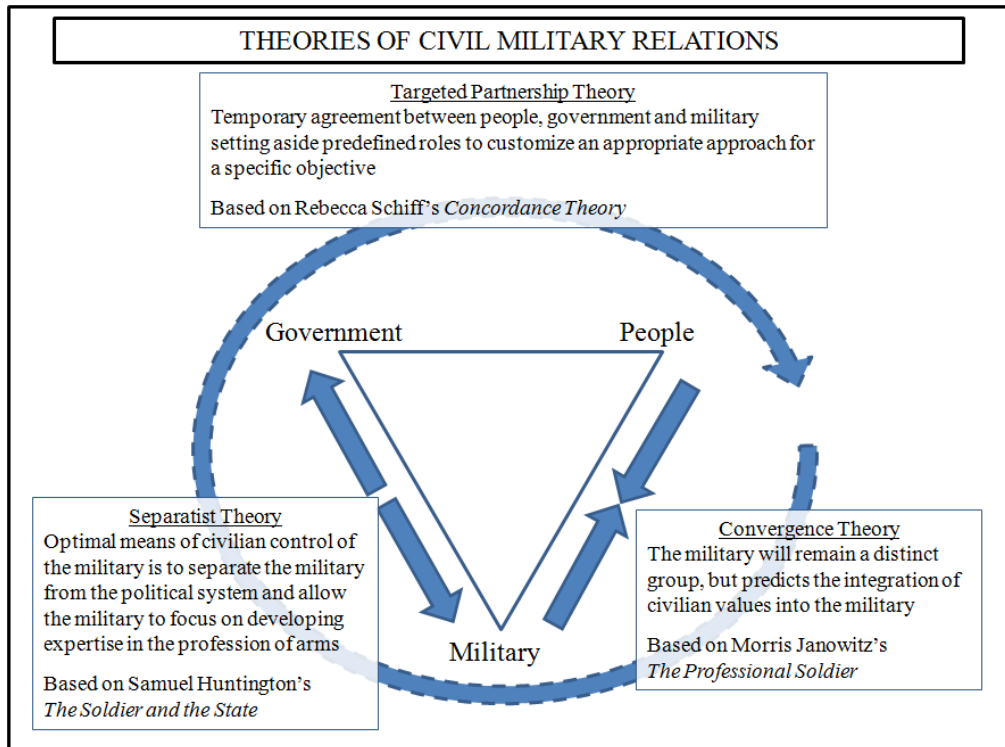 THEORIES OF CIVIL MILITARY RELATIONS
Targeted Partnership Theory
Temporary agreement between people, government and military
setting aside predefined roles to customize an appropriate approach for
a specific objective
Based on Rebecca Schiff’s Concordance Theory
Government
People
Separatist Theory
Optimal means of civilian control of
the military is to separate the military
from the political system and allow
the military to focus on developing
expertise in the profession of arms
Based on Samuel Huntington’s
The Soldier and the State
Military
Convergence Theory
The military will remain a distinct
group, but predicts the integration of
civilian values into the military
Based on Morris Janowitz’s
The Professional Soldier